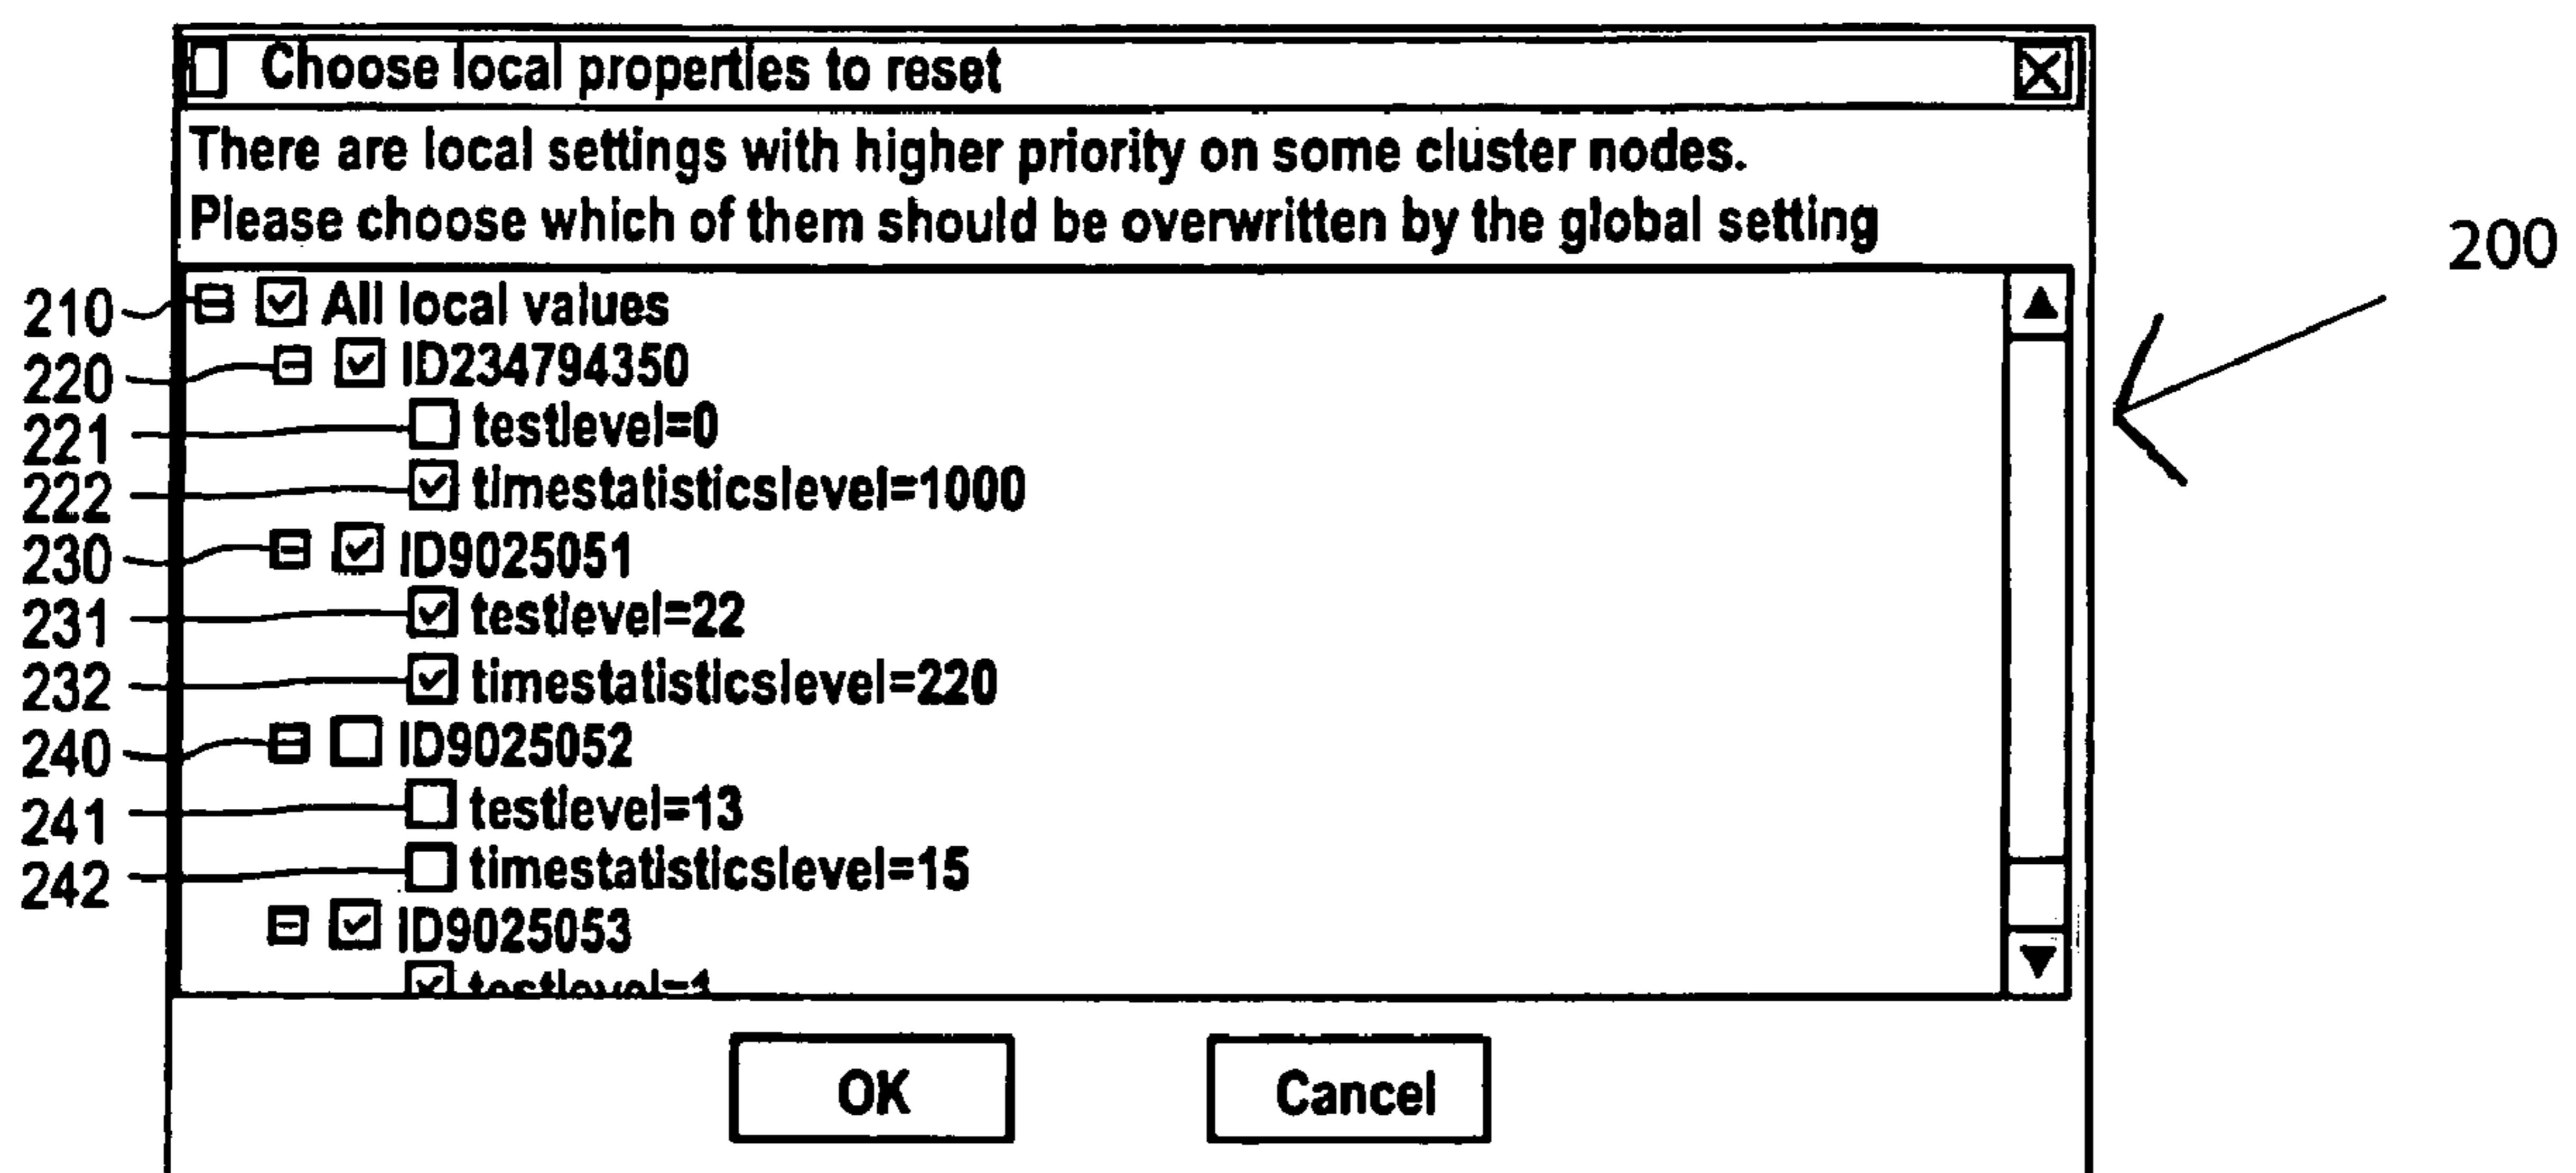 Choose local properties to reset
There are local settings with higher priority on some cluster nodes.
Please choose which of them should be overwritten by the global setting
200
210 All local values
220 ID234794350
221 testlevel=0
222 timestatisticslevel=1000
230 ID9025051
231 testlevel=22
232 timestatisticslevel=220
240 ID9025052
241 testlevel=13
242 timestatisticslevel=15
ID9025053
testlevel=1
OK Cancel